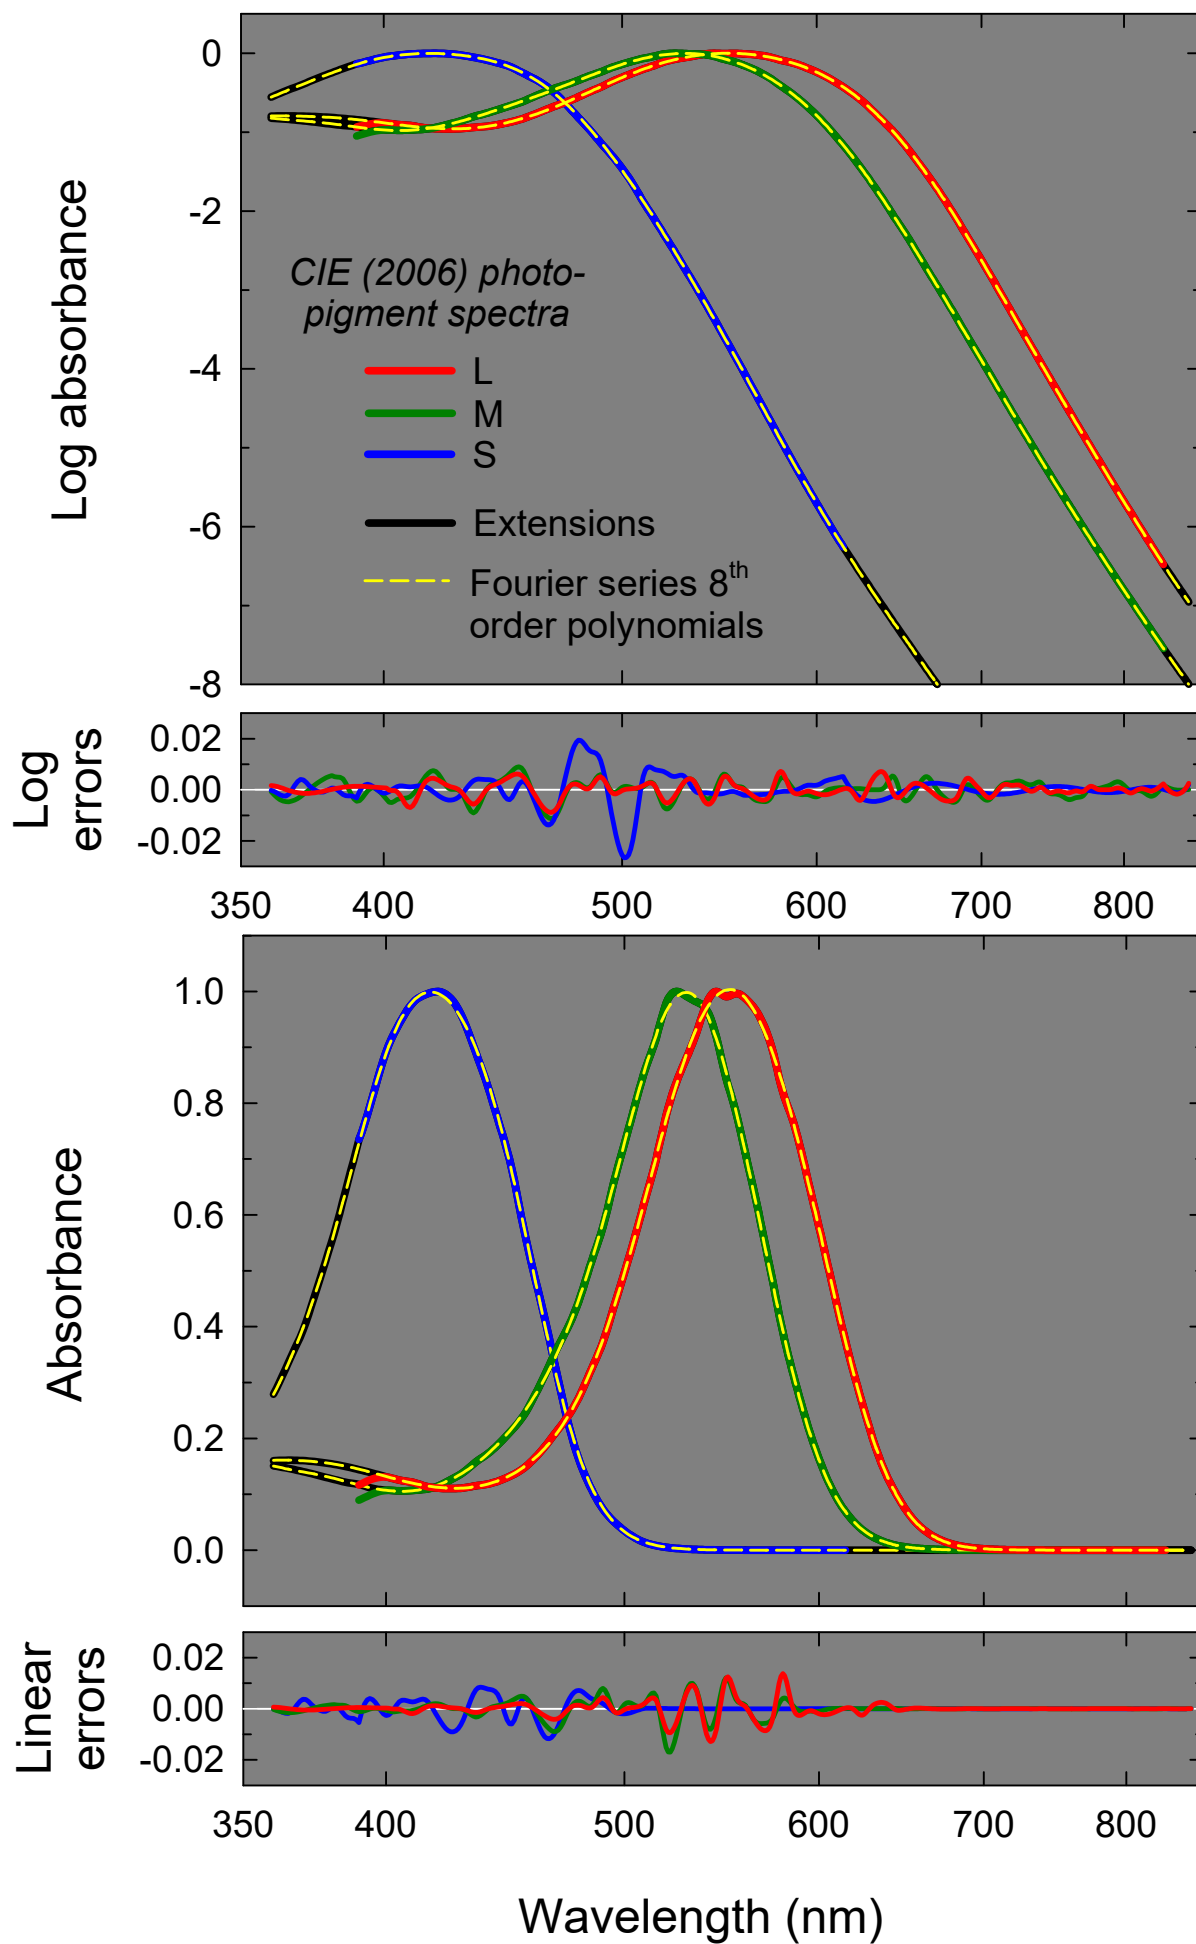 0
-2
-4
-6
-8
Log absorbance
CIE (2006) photo-
pigment spectra
L
M
S
Extensions
Fourier series 8th
order polynomials
Log
errors
0.02
0.00
-0.02
350 400 500 600 700 800
1.0
0.8
0.6
0.4
0.2
0.0
Absorbance
Linear
errors
0.02
0.00
-0.02
350 400 500 600 700 800
Wavelength (nm)